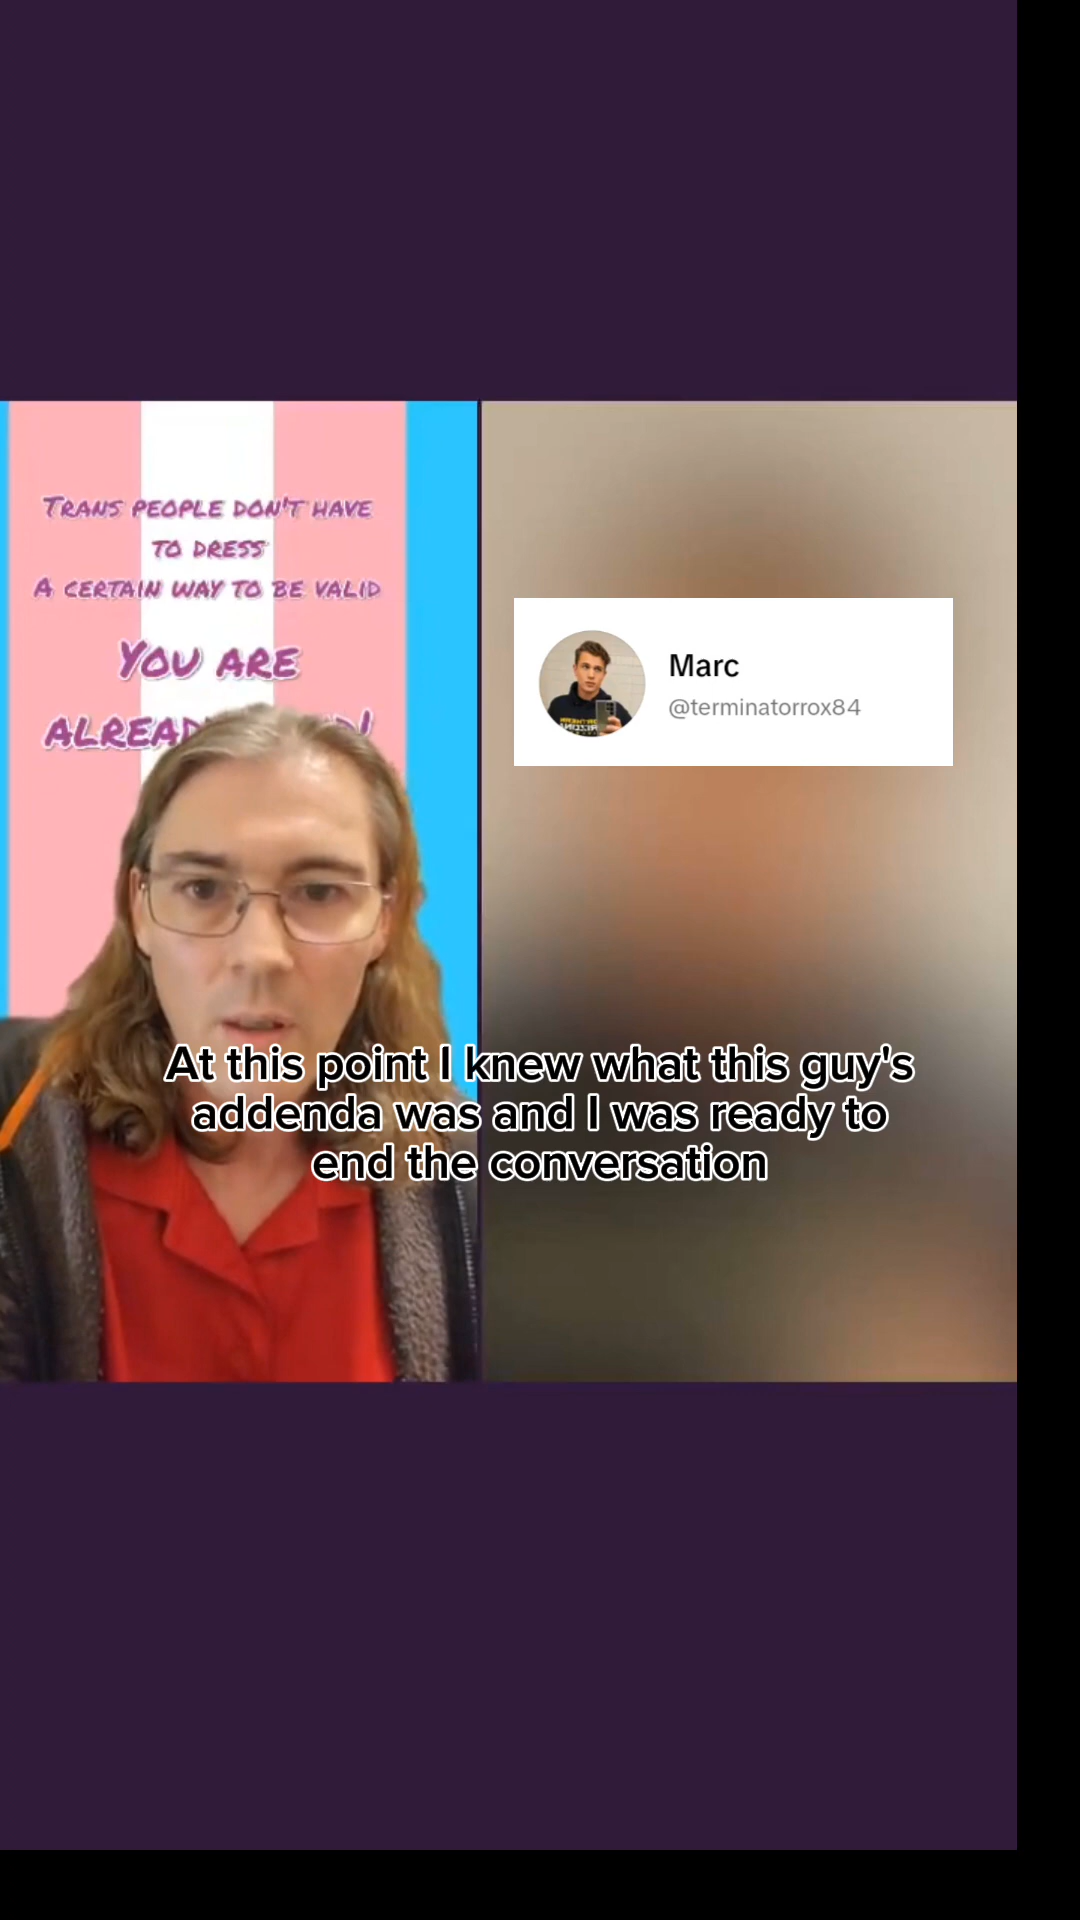 TRANS PEOPLE DON'T HAVE
TO DRESS
A CERTAIN WAY TO BE VALID
YOU ARE
Marc
@terminatorrox84
At this point I knew what this guy's
addenda was and I was ready to
end the conversation